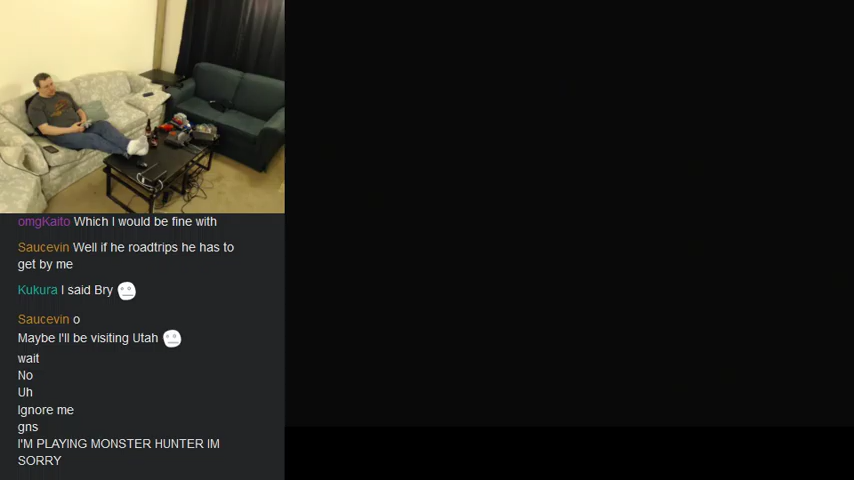 omgKaito Which I would be fine with
Saucevin Well if he roadtrips he has to
get by me
Kukura I said Bry
Saucevin o
Maybe I'll be visiting Utah
wait
No
Uh
Ignore me
gns
I'M PLAYING MONSTER HUNTER IM
SORRY